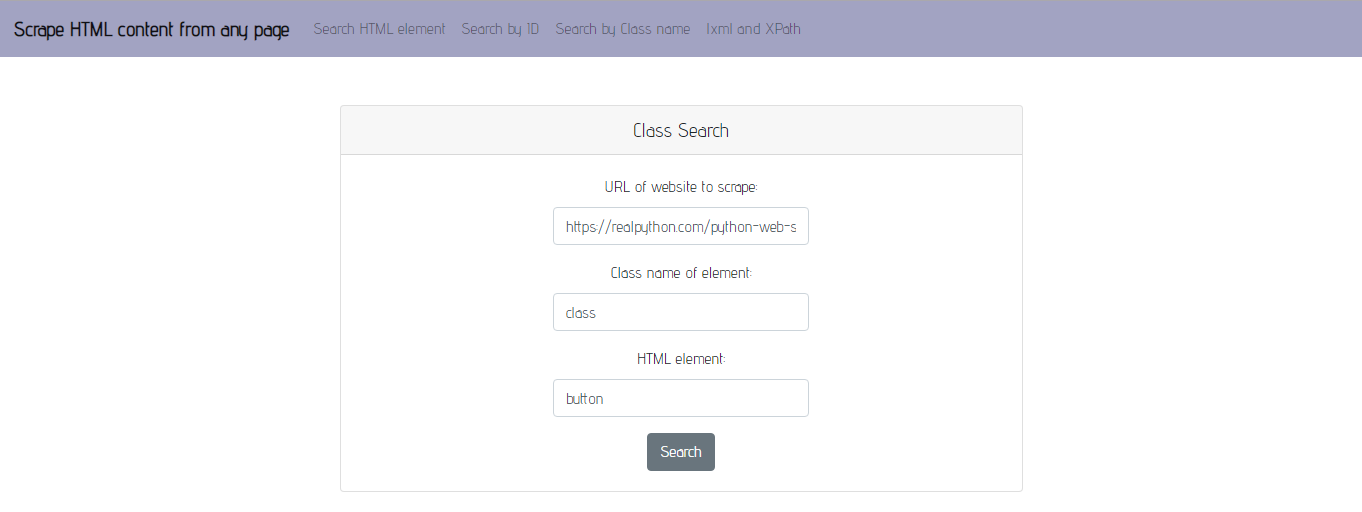 Scrape HTML content from any page Search HTML element Search by ID Search by Class name lxml and XPath
Class Search
URL of website to scrape:
https://realpython.com/python-web-s
Class name of element:
class
HTML element:
button
Search